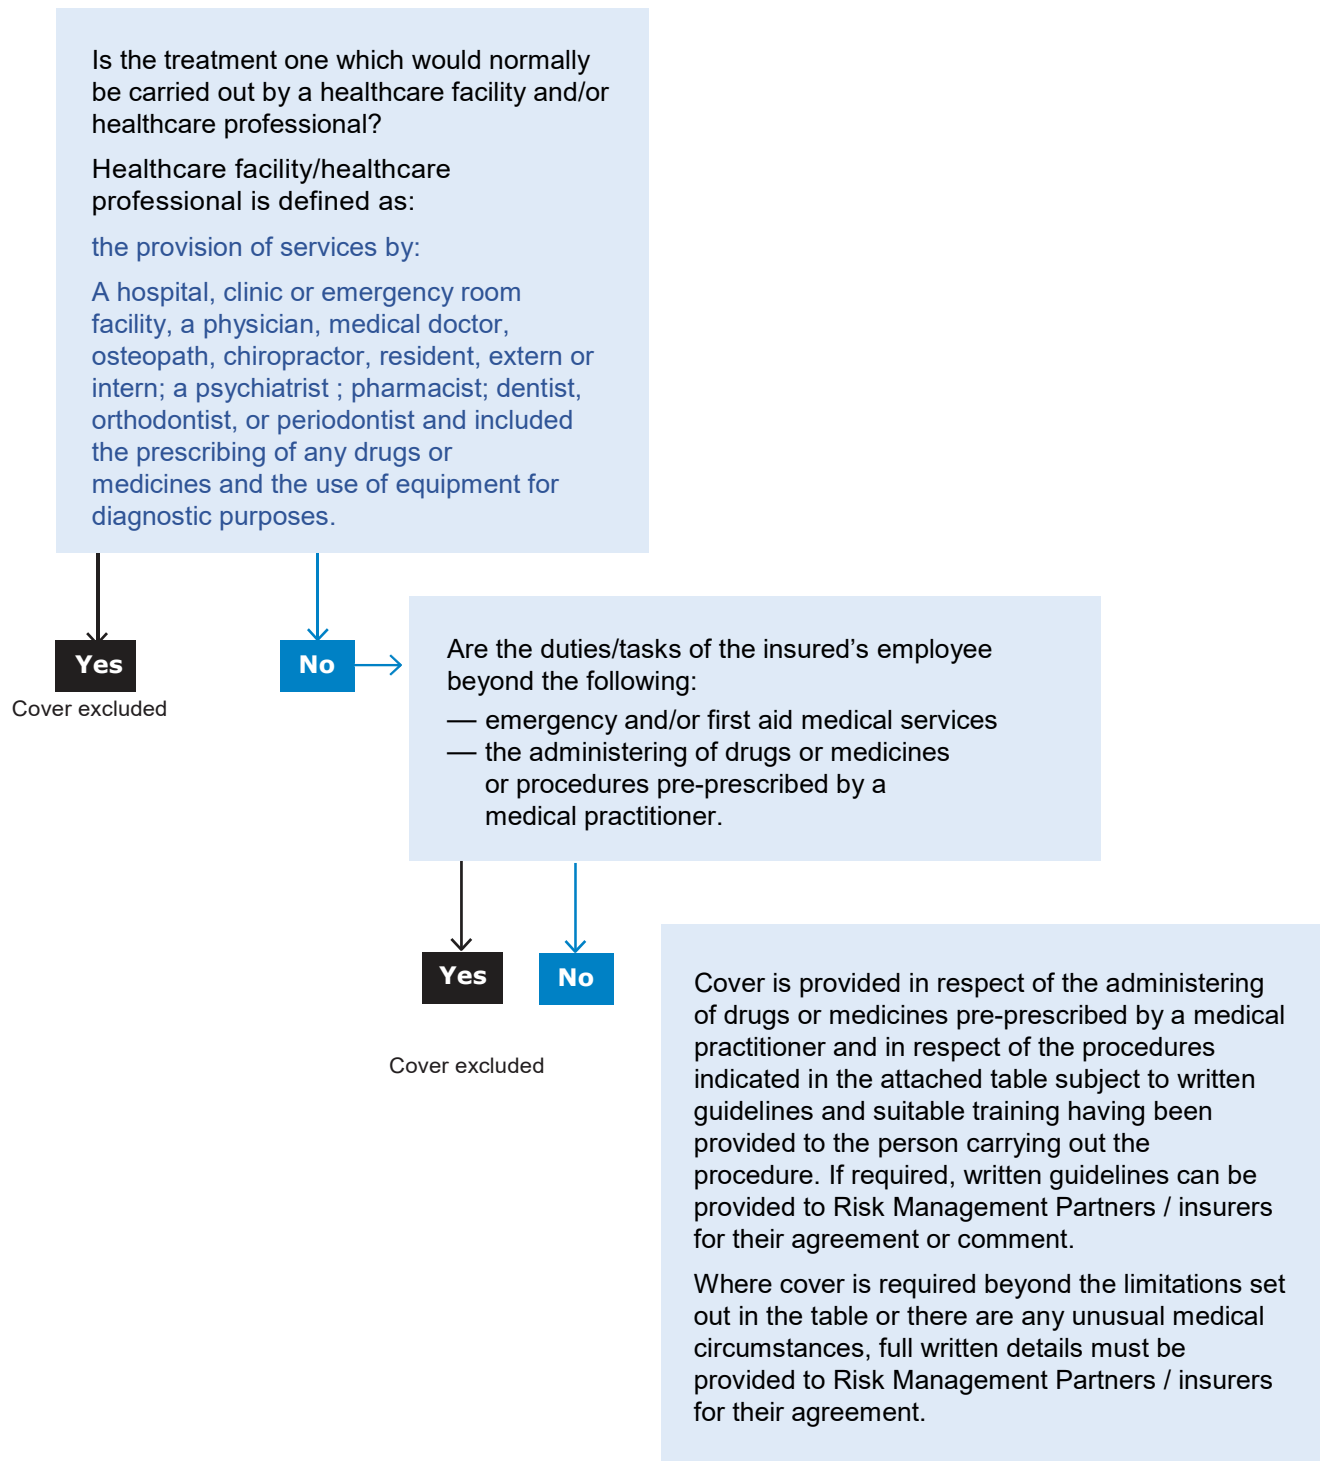 Is the treatment one which would normally
be carried out by a healthcare facility and/or
healthcare professional?
Healthcare facility/healthcare
professional is defined as:
the provision of services by:
A hospital, clinic or emergency room
facility, a physician, medical doctor,
osteopath, chiropractor, resident, extern or
intern; a psychiatrist ; pharmacist; dentist,
orthodontist, or periodontist and included
the prescribing of any drugs or
medicines and the use of equipment for
diagnostic purposes.
Yes
Cover excluded
No
Are the duties/tasks of the insured's employee
beyond the following:
— emergency and/or first aid medical services
— the administering of drugs or medicines
or procedures pre-prescribed by a
medical practitioner.
Yes
No
Cover excluded
Cover is provided in respect of the administering
of drugs or medicines pre-prescribed by a medical
practitioner and in respect of the procedures
indicated in the attached table subject to written
guidelines and suitable training having been
provided to the person carrying out the
procedure. If required, written guidelines can be
provided to Risk Management Partners / insurers
for their agreement or comment.
Where cover is required beyond the limitations set
out in the table or there are any unusual medical
circumstances, full written details must be
provided to Risk Management Partners / insurers
for their agreement.